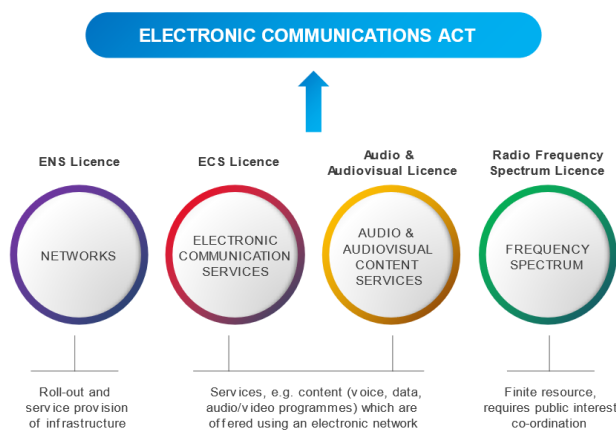 ELECTRONIC COMMUNICATIONS ACT
ENS Licence
ECS Licence
Audio &
Audiovisual Licence
Radio Frequency
Spectrum Licence
NETWORKS
ELECTRONIC
COMMUNICATION
SERVICES
AUDIO &
AUDIOVISUAL
CONTENT
SERVICES
FREQUENCY
SPECTRUM
Roll-out and
service provision
of infrastructure
Services, e.g. content (voice, data,
audio/video programmes) which are
offered using an electronic network
Finite resource,
requires public interest
co-ordination